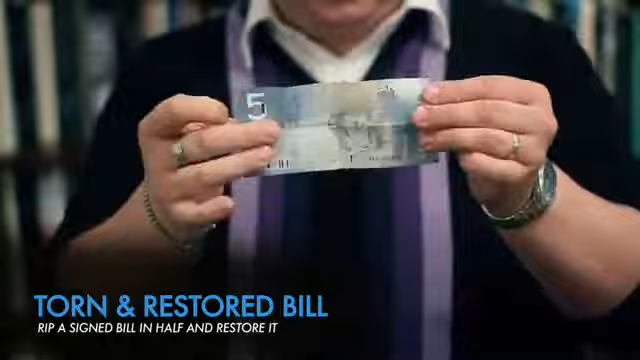 5
TORN & RESTORED BILL
RIP A SIGNED BILL IN HALF AND RESTORE IT